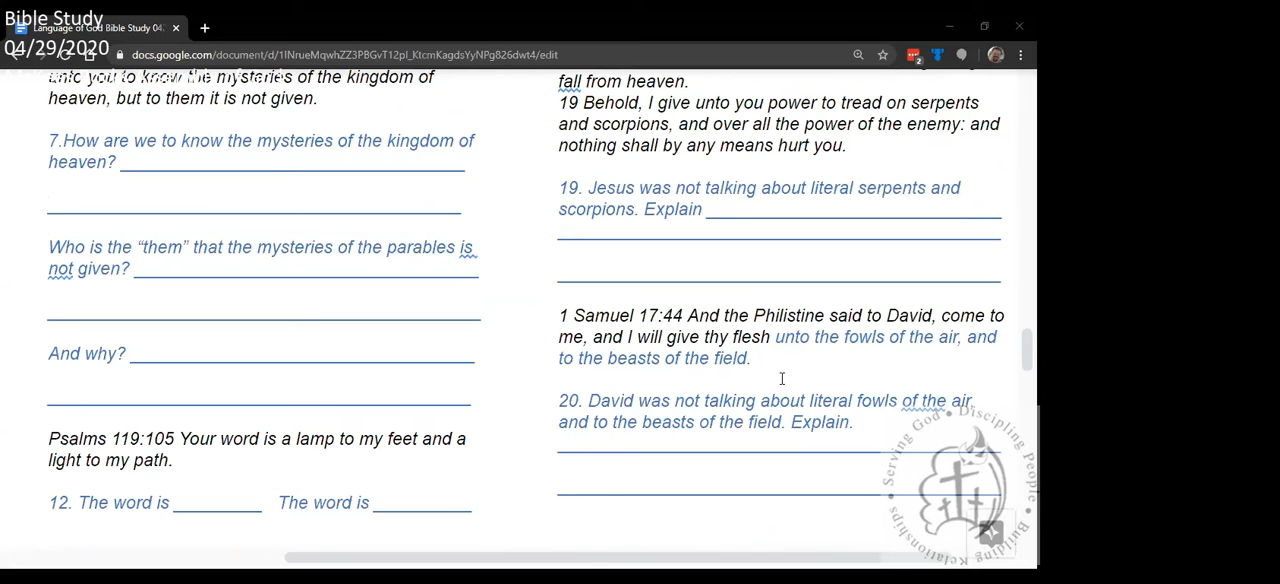 Bible Study
Language of God Bible Study 04
04/29/2020
docs.google.com/document/d/1INrueMqwhZZ3PBGvT12pl_KtcmKagdsYyNPg826dwt4/edit
2
unto you to know the mysteries of the kingdom of
heaven, but to them it is not given.
7.How are we to know the mysteries of the kingdom of
heaven?
Who is the “them” that the mysteries of the parables is
not given?
And why?
Psalms 119:105 Your word is a lamp to my feet and a
light to my path.
12. The word is The word is
fall from heaven.
19 Behold, I give unto you power to tread on serpents
and scorpions, and over all the power of the enemy: and
nothing shall by any means hurt you.
19. Jesus was not talking about literal serpents and
scorpions. Explain
1 Samuel 17:44 And the Philistine said to David, come to
me, and I will give thy flesh unto the fowls of the air, and
to the beasts of the field.
20. David was not talking about literal fowls of the air,
and to the beasts of the field. Explain.
Serving God • Discipling People • Building Relationships •